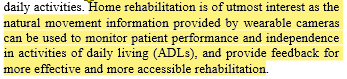 daily activities. Home rehabilitation is of utmost interest as the
natural movement information provided by wearable cameras
can be used to monitor patient performance and independence
in activities of daily living (ADLs), and provide feedback for
more effective and more accessible rehabilitation.